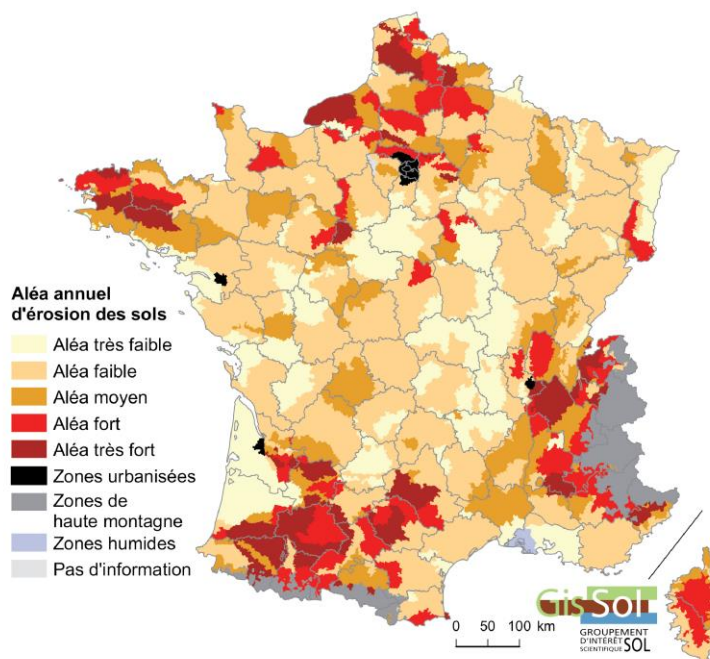 Aléa annuel
d'érosion des sols
Aléa très faible
Aléa faible
Aléa moyen
Aléa fort
Aléa très fort
Zones urbanisées
Zones de
haute montagne
Zones humides
Pas d'information
0 50 100 km
GisSol
GROUPEMENT
D'INTÉRÊT
SCIENTIFIQUE SOL